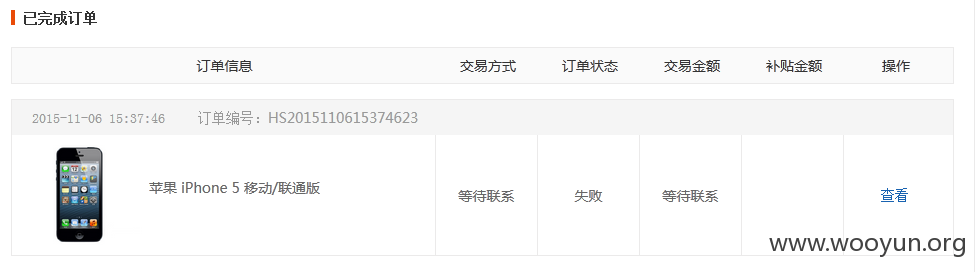 已完成订单
订单信息 交易方式 订单状态 交易金额 补贴金额 操作
2015-11-06 15:37:46 订单编号：HS2015110615374623
苹果 iPhone 5 移动/联通版 等待联系 失败 等待联系 查看
www.wooyun.org